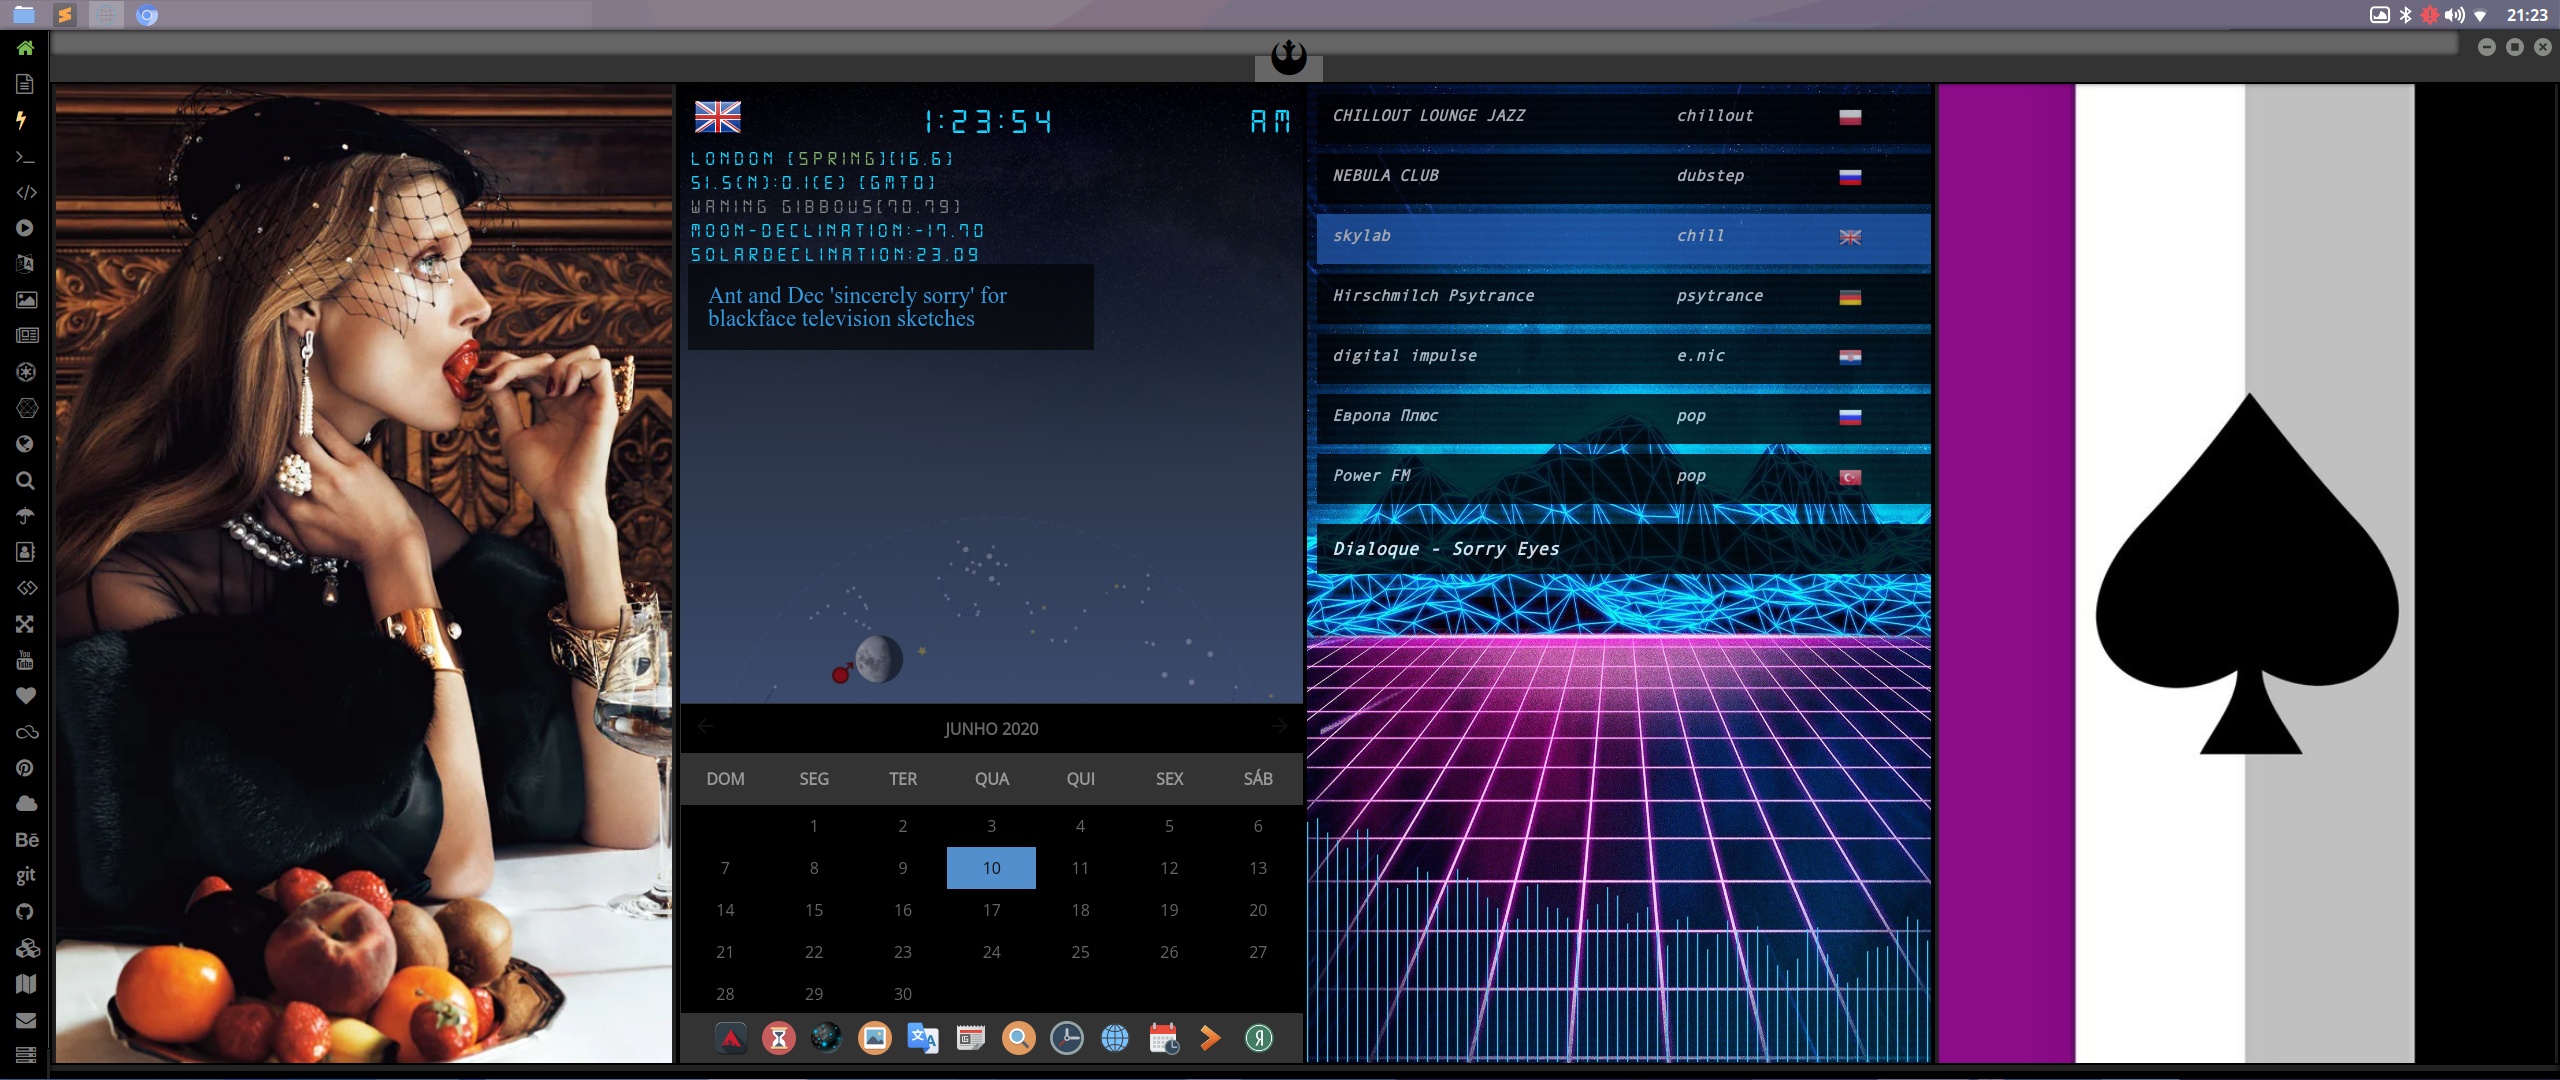 21:23
You
Tube
Bē
git
1:23:54 AM
LONDON [SPRING][16.6]
51.5(N):0.1(E) [GMT0]
WANING GIBBOUS[70.79]
MOON-DECLINATION:-17.70
SOLARDECLINATION:23.09
Ant and Dec 'sincerely sorry' for
blackface television sketches
JUNHO 2020
DOM SEG TER QUA QUI SEX SÁB
1 2 3 4 5 6
7 8 9 10 11 12 13
14 15 16 17 18 19 20
21 22 23 24 25 26 27
28 29 30
CHILLOUT LOUNGE JAZZ chillout
NEBULA CLUB dubstep
skylab chill
Hirschmilch Psytrance psytrance
digital impulse e.nic
Европа Плюс pop
Power FM pop
Dialoque - Sorry Eyes